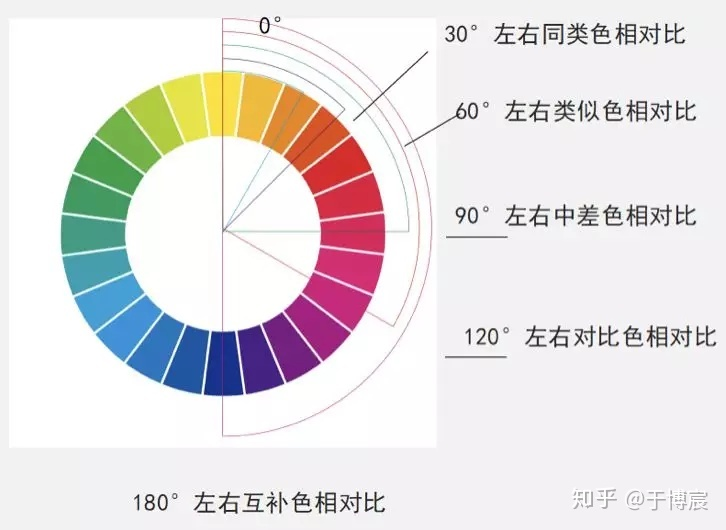 0°
30° 左右同类色相对比
60° 左右类似色相对比
90° 左右中差色相对比
120° 左右对比色相对比
180° 左右互补色相对比
知乎 @于博宸